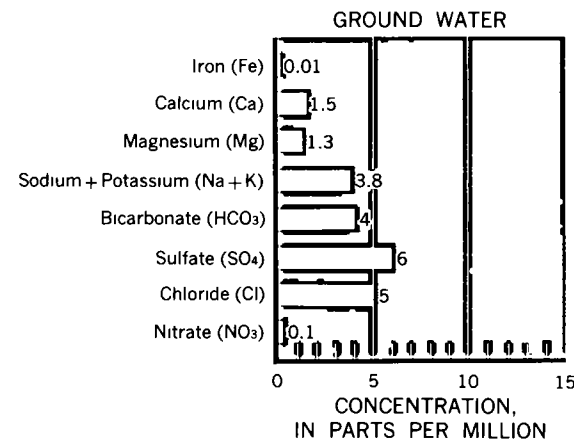 GROUND WATER
Iron (Fe) 0.01
Calcium (Ca) 1.5
Magnesium (Mg) 1.3
Sodium + Potassium (Na + K) 3.8
Bicarbonate (HCO₃) 4
Sulfate (SO₄) 6
Chloride (Cl) 5
Nitrate (NO₃) 0.1
0 5 10 15
CONCENTRATION,
IN PARTS PER MILLION